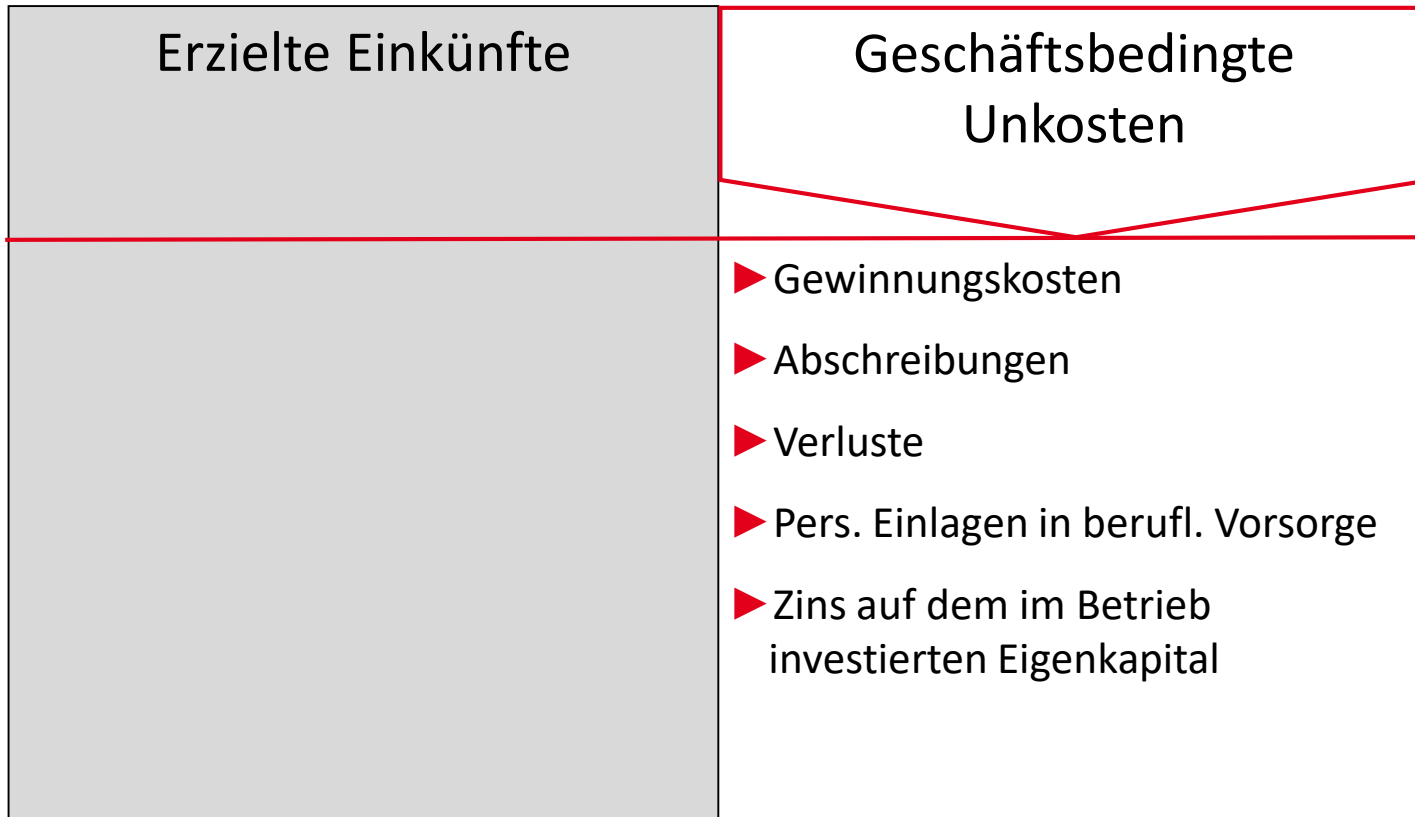 Erzielte Einkünfte
Geschäftsbedingte
Unkosten
Gewinnungskosten
Abschreibungen
Verluste
Pers. Einlagen in berufl. Vorsorge
Zins auf dem im Betrieb
investierten Eigenkapital